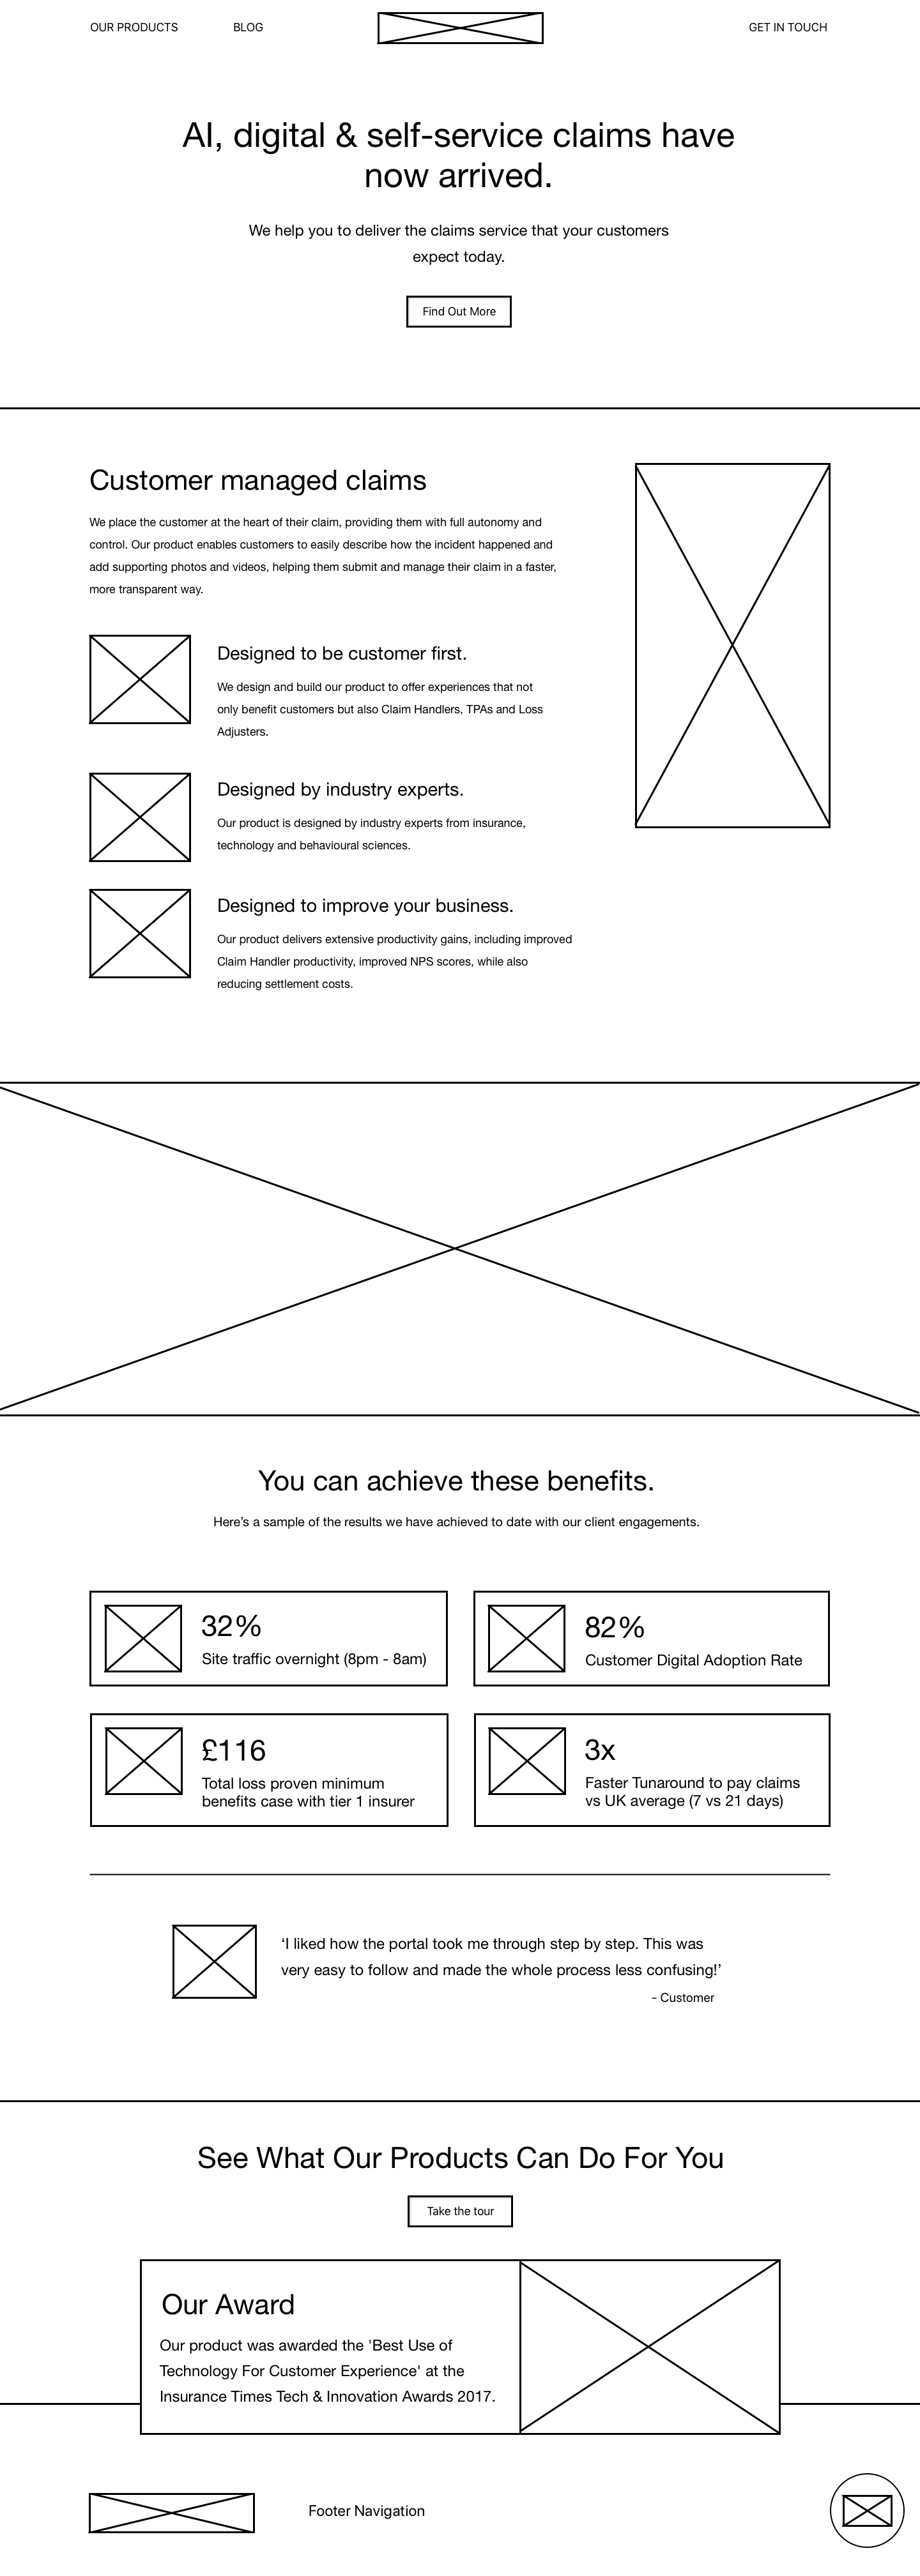 OUR PRODUCTS
BLOG
GET IN TOUCH
AI, digital & self-service claims have
now arrived.
We help you to deliver the claims service that your customers
expect today.
Find Out More
Customer managed claims
We place the customer at the heart of their claim, providing them with full autonomy and
control. Our product enables customers to easily describe how the incident happened and
add supporting photos and videos, helping them submit and manage their claim in a faster,
more transparent way.
Designed to be customer first.
We design and build our product to offer experiences that not
only benefit customers but also Claim Handlers, TPAs and Loss
Adjusters.
Designed by industry experts.
Our product is designed by industry experts from insurance,
technology and behavioural sciences.
Designed to improve your business.
Our product delivers extensive productivity gains, including improved
Claim Handler productivity, improved NPS scores, while also
reducing settlement costs.
You can achieve these benefits.
Here’s a sample of the results we have achieved to date with our client engagements.
32%
Site traffic overnight (8pm - 8am)
82%
Customer Digital Adoption Rate
£116
Total loss proven minimum
benefits case with tier 1 insurer
3x
Faster Tunaround to pay claims
vs UK average (7 vs 21 days)
‘I liked how the portal took me through step by step. This was
very easy to follow and made the whole process less confusing!’
- Customer
See What Our Products Can Do For You
Take the tour
Our Award
Our product was awarded the 'Best Use of
Technology For Customer Experience' at the
Insurance Times Tech & Innovation Awards 2017.
Footer Navigation